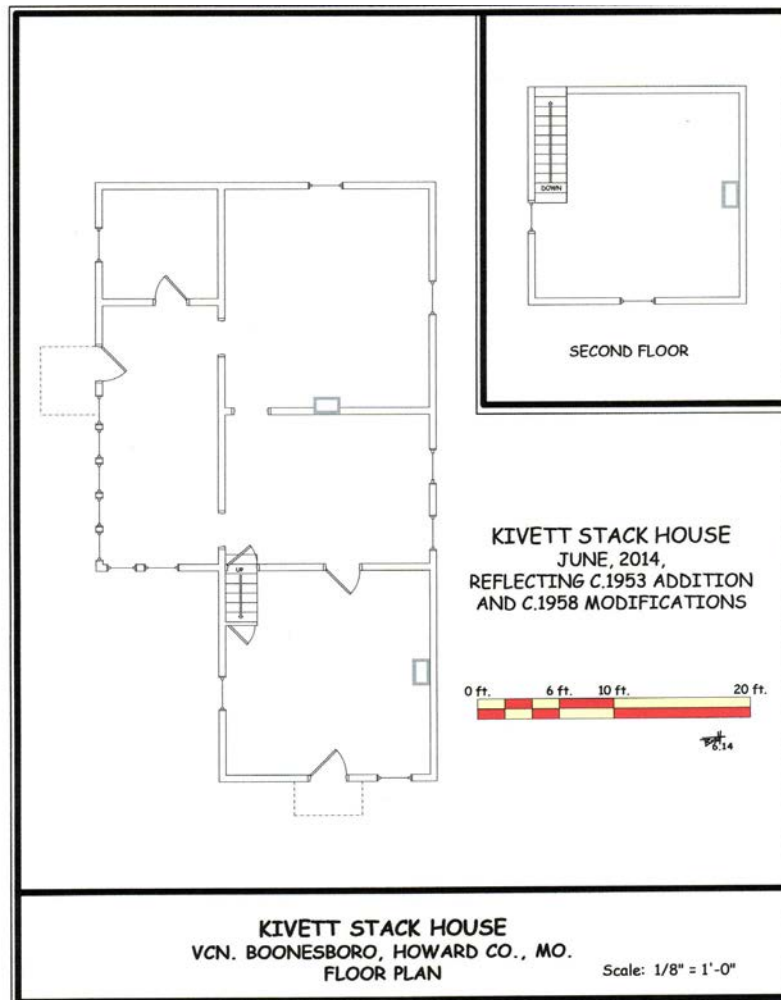 DOWN
SECOND FLOOR
UP
KIVETT STACK HOUSE
JUNE, 2014,
REFLECTING C.1953 ADDITION
AND C.1958 MODIFICATIONS
0 ft. 6 ft. 10 ft. 20 ft.
6.14
KIVETT STACK HOUSE
VCN. BOONESBORO, HOWARD CO., MO.
FLOOR PLAN
Scale: 1/8" = 1'-0"